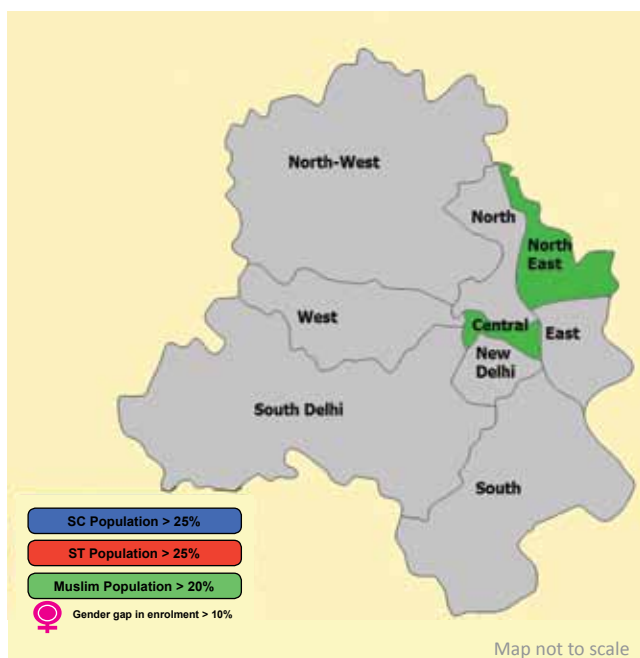 North-West
North
North
East
West
Central
East
New
Delhi
South Delhi
South
SC Population > 25%
ST Population > 25%
Muslim Population > 20%
Gender gap in enrolment > 10%
Map not to scale